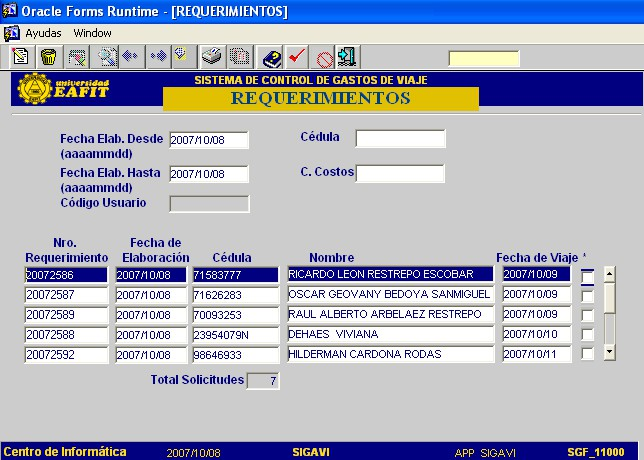 Oracle Forms Runtime - [REQUERIMIENTOS]
Ayudas Window
universidad EAFIT
SISTEMA DE CONTROL DE GASTOS DE VIAJE
REQUERIMIENTOS
Fecha Elab. Desde (aaaammdd) 2007/10/08 Cédula
Fecha Elab. Hasta (aaaammdd) 2007/10/08 C. Costos
Código Usuario
Nro. Requerimiento Fecha de Elaboración Cédula Nombre Fecha de Viaje *
20072586 2007/10/08 71583777 RICARDO LEON RESTREPO ESCOBAR 2007/10/09
20072587 2007/10/08 71626283 OSCAR GEOVANY BEDOYA SANMIGUEL 2007/10/09
20072589 2007/10/08 70093253 RAUL ALBERTO ARBELAEZ RESTREPO 2007/10/09
20072588 2007/10/08 23954079N DEHAES VIVIANA 2007/10/10
20072592 2007/10/08 98646933 HILDERMAN CARDONA RODAS 2007/10/11
Total Solicitudes 7
Centro de Informática 2007/10/08 SIGAVI APP_SIGAVI SGF_11000